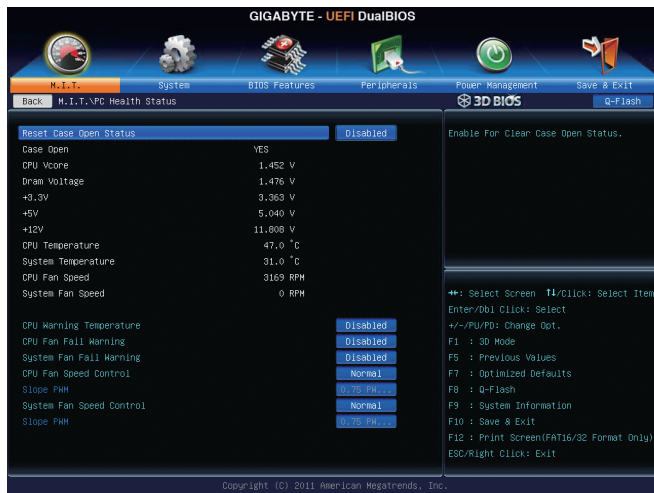 GIGABYTE - UEFI DualBIOS
M.I.T. System BIOS Features Peripherals Power Management Save & Exit
Back M.I.T.\PC Health Status 3D BIOS Q-Flash
Reset Case Open Status Disabled
Case Open YES
CPU Vcore 1.452 V
Dram Voltage 1.476 V
+3.3V 3.363 V
+5V 5.040 V
+12V 11.808 V
CPU Temperature 47.0 °C
System Temperature 31.0 °C
CPU Fan Speed 3169 RPM
System Fan Speed 0 RPM
CPU Warning Temperature Disabled
CPU Fan Fail Warning Disabled
System Fan Fail Warning Disabled
CPU Fan Speed Control Normal
Slope PWM 0.75 PW...
System Fan Speed Control Normal
Slope PWM 0.75 PW...
Enable For Clear Case Open Status.
→←: Select Screen ↑↓/Click: Select Item
Enter/Dbl Click: Select
+/-/PU/PD: Change Opt.
F1 : 3D Mode
F5 : Previous Values
F7 : Optimized Defaults
F8 : Q-Flash
F9 : System Information
F10 : Save & Exit
F12 : Print Screen(FAT16/32 Format Only)
ESC/Right Click: Exit
Copyright (C) 2011 American Megatrends, Inc.